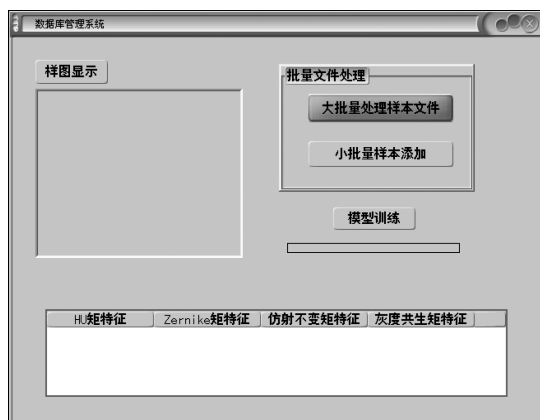 数据库管理系统
样图显示
批量文件处理
大批量处理样本文件
小批量样本添加
模型训练
HU矩特征 Zernike矩特征 仿射不变矩特征 灰度共生矩特征